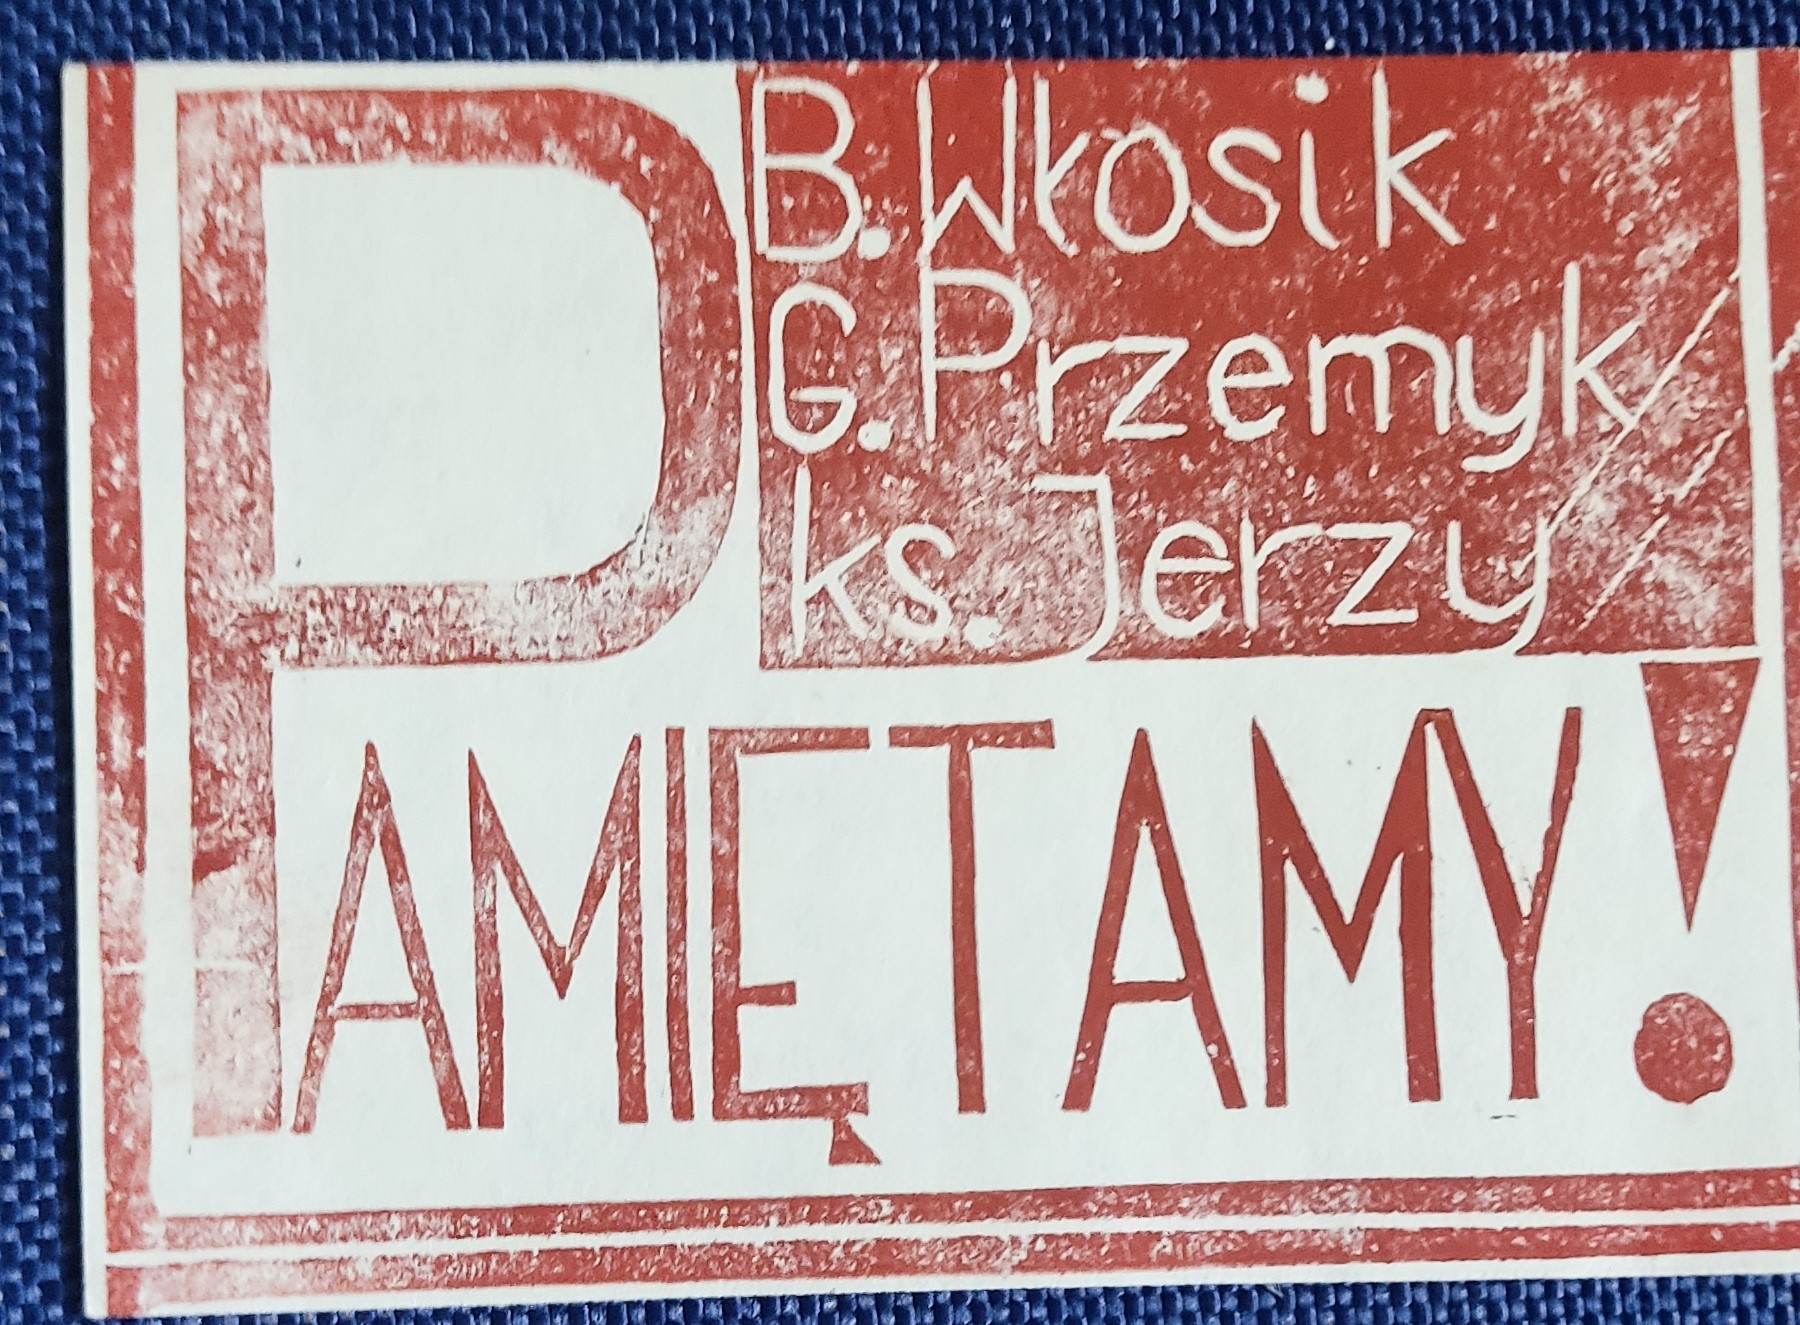 B. Włosik
G. Przemyk
ks. Jerzy
PAMIĘTAMY!